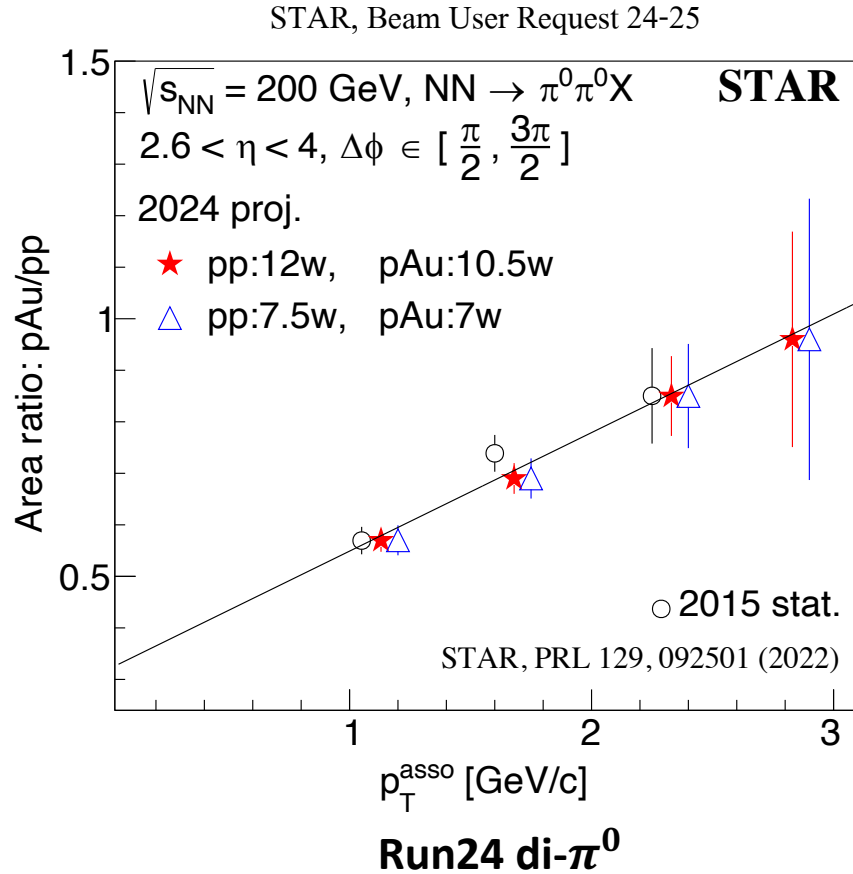 STAR, Beam User Request 24-25
1.5
√s_NN = 200 GeV, NN → π⁰π⁰X STAR
2.6 < η < 4, Δϕ ∈ [ π/2 , 3π/2 ]
2024 proj.
pp:12w, pAu:10.5w
pp:7.5w, pAu:7w
1
Area ratio: pAu/pp
0.5
2015 stat.
STAR, PRL 129, 092501 (2022)
1 2 3
p_T^asso [GeV/c]
Run24 di-π⁰